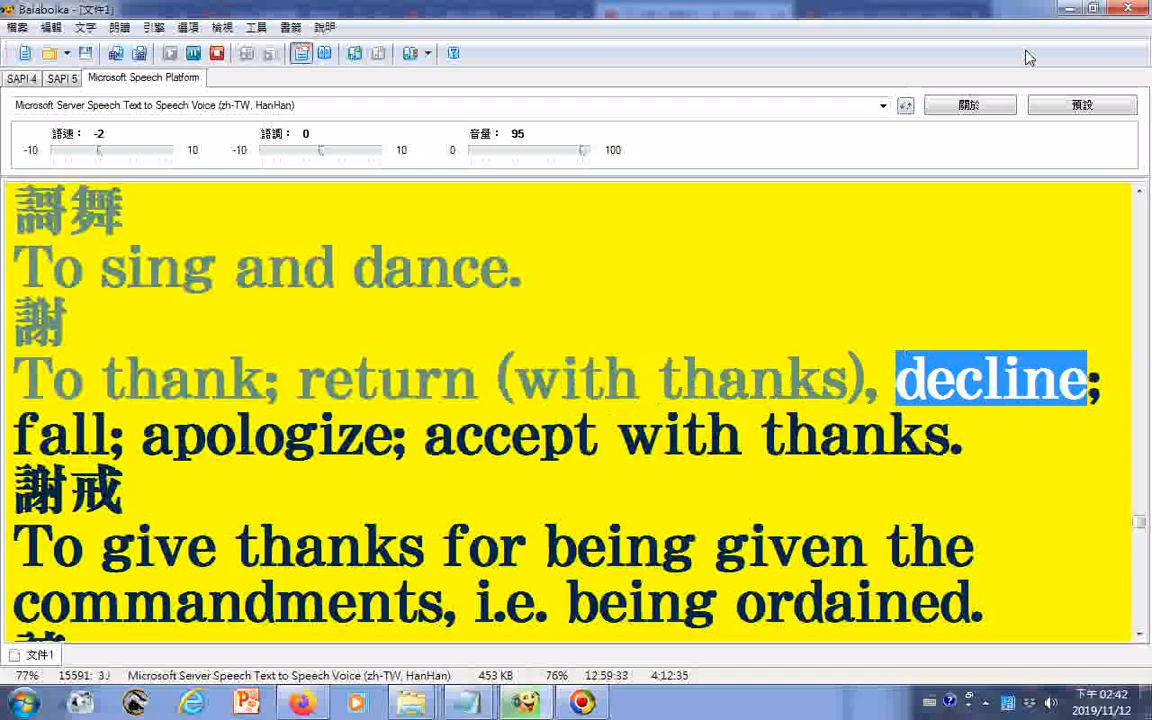 Balabolka - [文件1]
檔案 編輯 文字 朗讀 引擎 選項 檢視 工具 書籤 說明
SAPI 4 SAPI 5 Microsoft Speech Platform
Microsoft Server Speech Text to Speech Voice (zh-TW, HanHan) 關於 預設
語速： -2 語調： 0 音量： 95
-10 10 -10 10 0 100
謌舞
To sing and dance.
謝
To thank; return (with thanks), decline;
fall; apologize; accept with thanks.
謝戒
To give thanks for being given the
commandments, i.e. being ordained.
文件1
77% 15591: 3 Microsoft Server Speech Text to Speech Voice (zh-TW, HanHan) 453 KB 76% 12:59:33 4:12:35
下午 02:42
2019/11/12